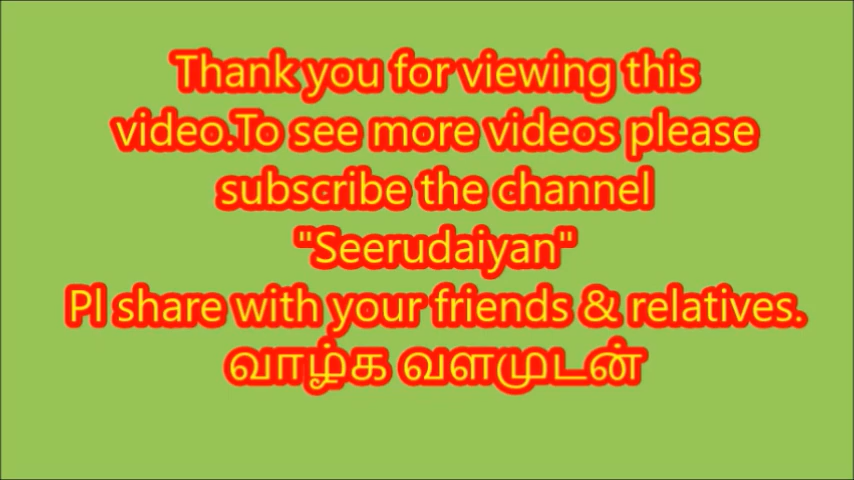 Thank you for viewing this
video.To see more videos please
subscribe the channel
"Seerudaiyan"
Pl share with your friends & relatives.
வாழ்க வளமுடன்